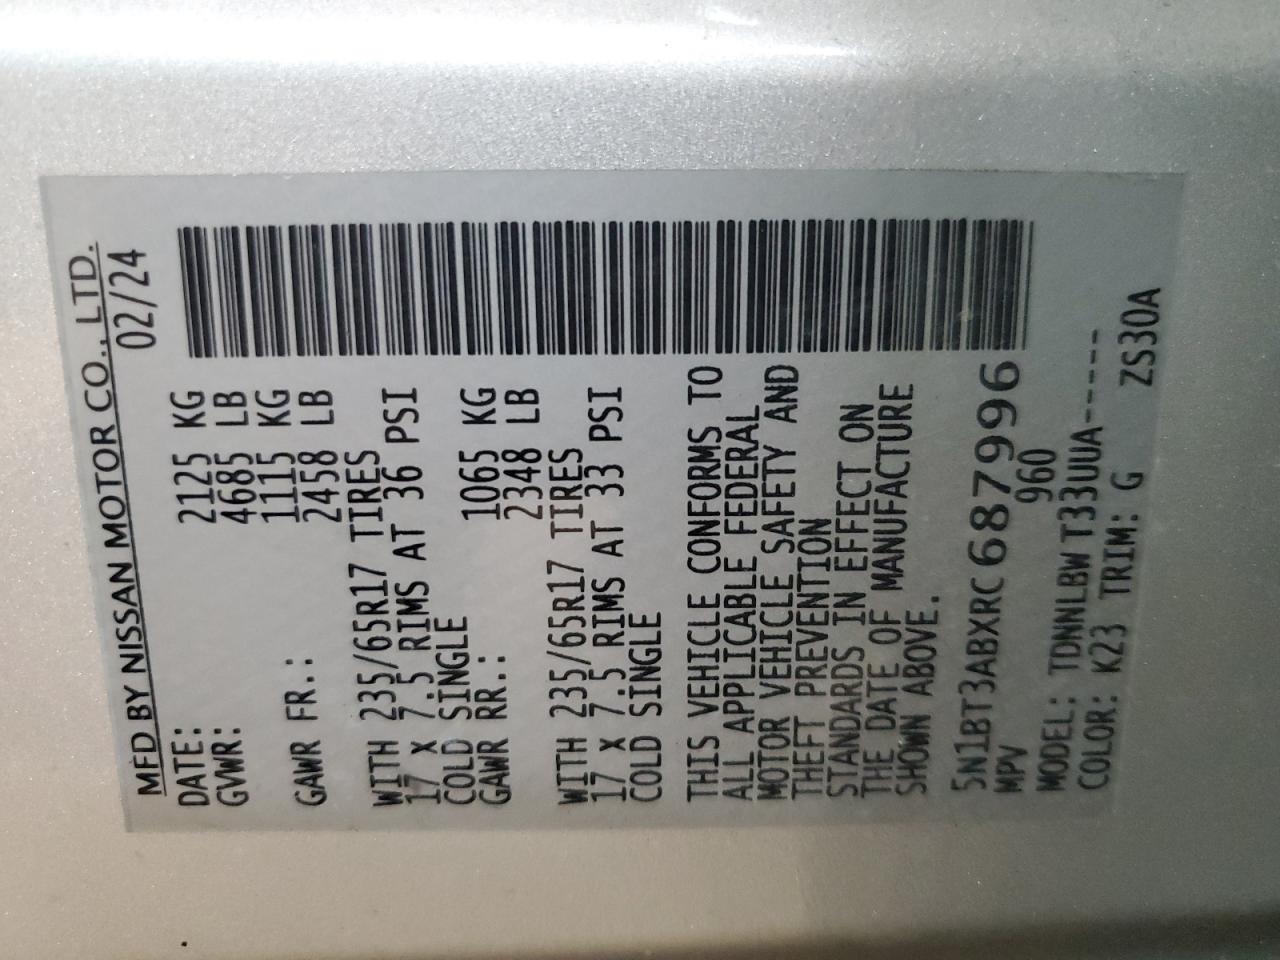 MFD BY NISSAN MOTOR CO., LTD.
DATE: 02/24
GVWR: 2125 KG
4685 LB
GAWR FR.: 1115 KG
2458 LB
WITH 235/65R17 TIRES
17 X 7.5 RIMS AT 36 PSI
COLD SINGLE
GAWR RR.: 1065 KG
2348 LB
WITH 235/65R17 TIRES
17 X 7.5 RIMS AT 33 PSI
COLD SINGLE
THIS VEHICLE CONFORMS TO
ALL APPLICABLE FEDERAL
MOTOR VEHICLE SAFETY AND
THEFT PREVENTION
STANDARDS IN EFFECT ON
THE DATE OF MANUFACTURE
SHOWN ABOVE.
5N1BT3ABXRC687996
MPV 960
MODEL: TDNNLBW T33UUA-----
COLOR: K23 TRIM: G ZS30A